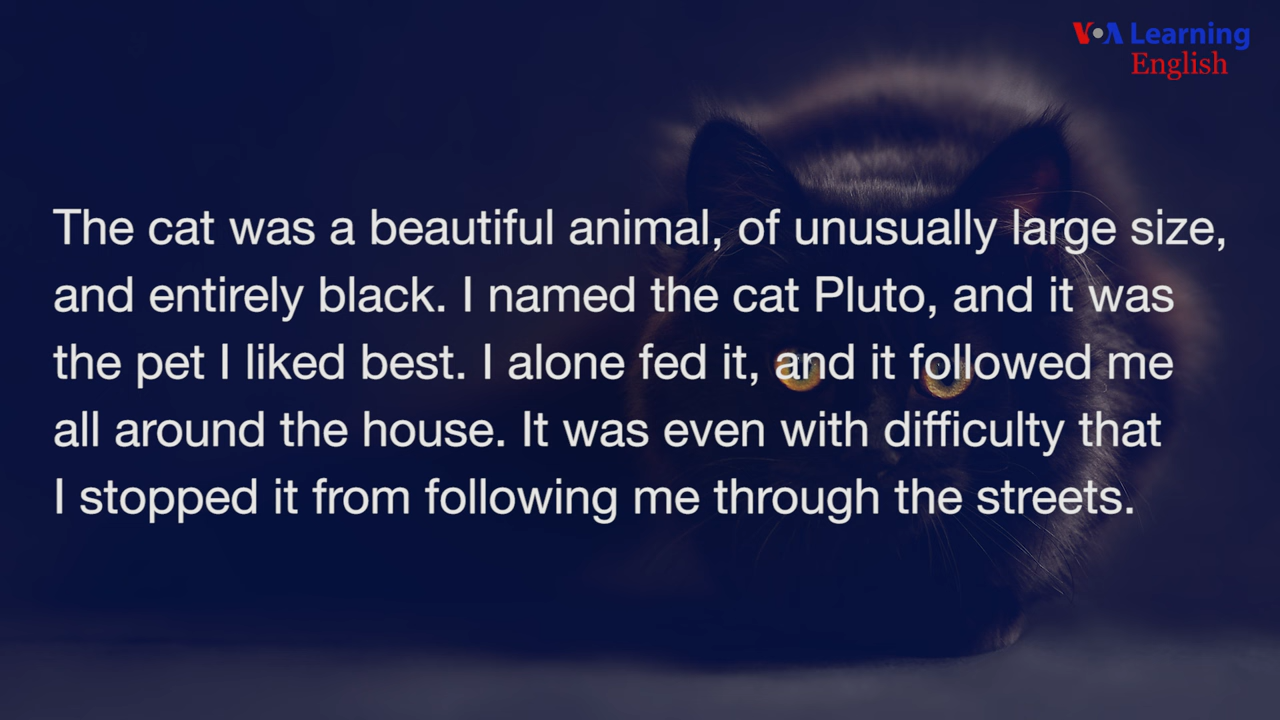 VOA Learning
English
The cat was a beautiful animal, of unusually large size,
and entirely black. I named the cat Pluto, and it was
the pet I liked best. I alone fed it, and it followed me
all around the house. It was even with difficulty that
I stopped it from following me through the streets.